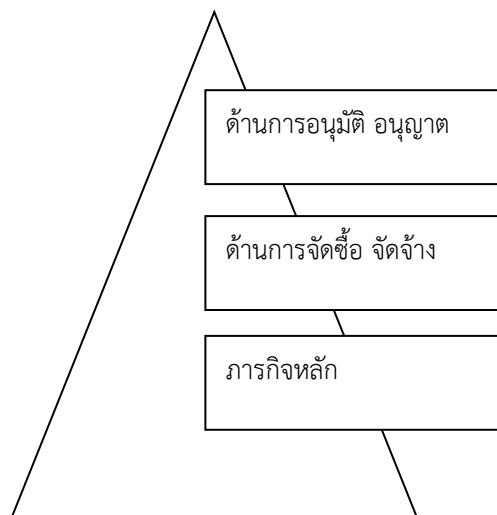 ด้านการอนุมัติ อนุญาต
ด้านการจัดซื้อ จัดจ้าง
ภารกิจหลัก